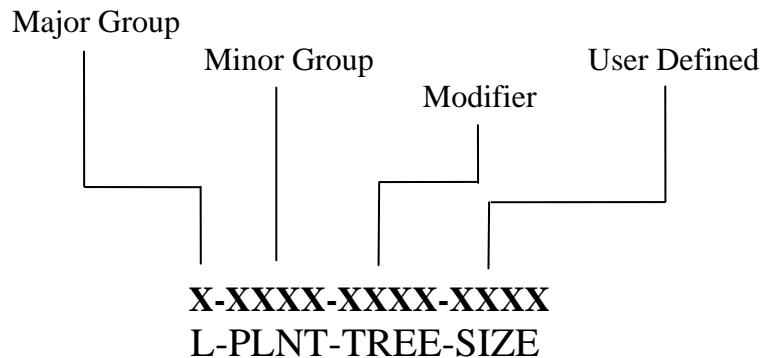 Major Group
Minor Group
User Defined
Modifier
X-XXXX-XXXX-XXXX
L-PLNT-TREE-SIZE